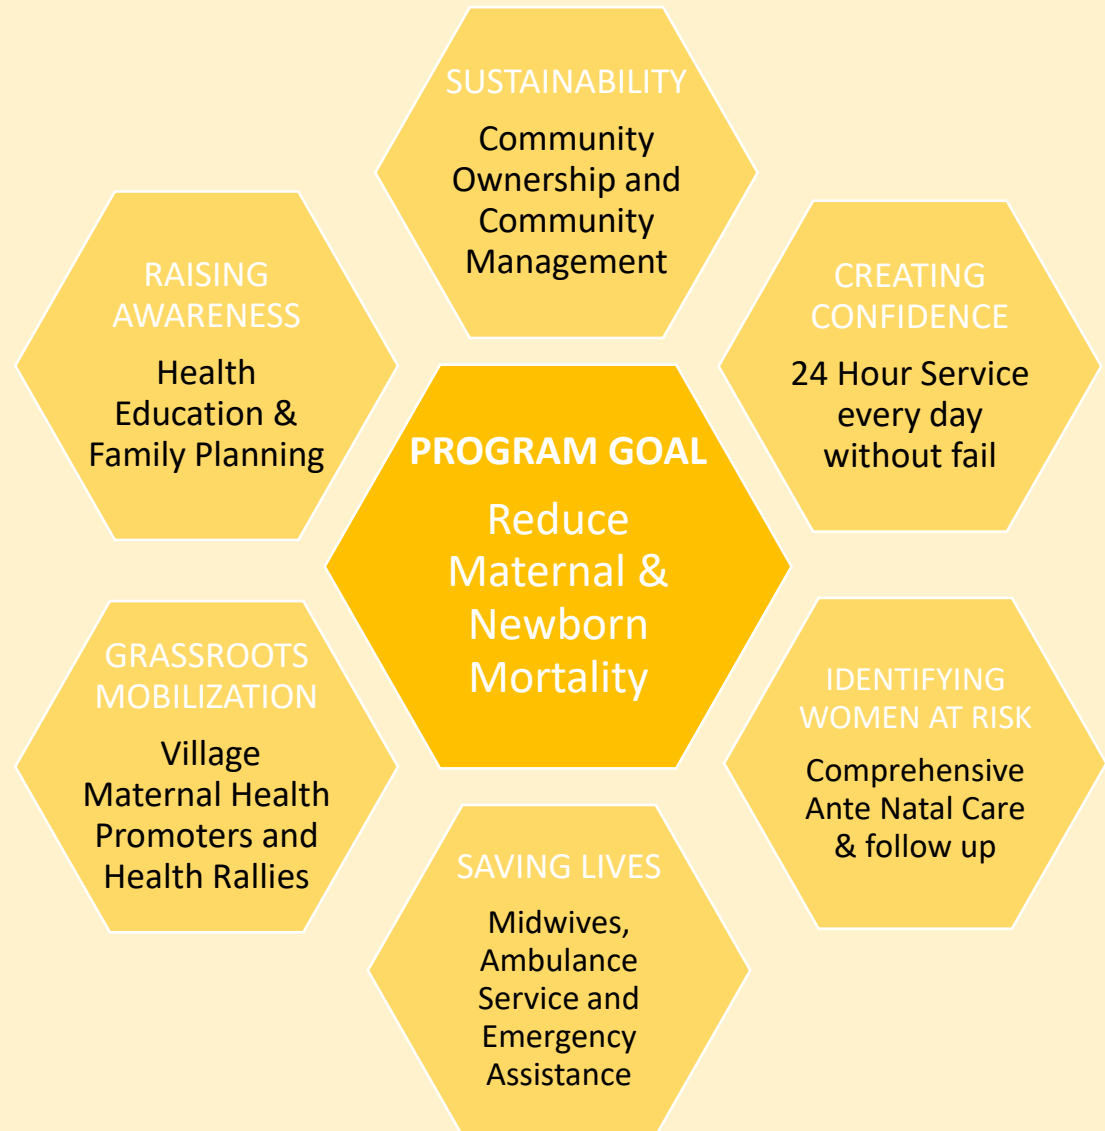 SUSTAINABILITY
Community
Ownership and
Community
Management
RAISING
AWARENESS
Health
Education &
Family Planning
CREATING
CONFIDENCE
24 Hour Service
every day
without fail
PROGRAM GOAL
Reduce
Maternal &
Newborn
Mortality
GRASSROOTS
MOBILIZATION
Village
Maternal Health
Promoters and
Health Rallies
IDENTIFYING
WOMEN AT RISK
Comprehensive
Ante Natal Care
& follow up
SAVING LIVES
Midwives,
Ambulance
Service and
Emergency
Assistance